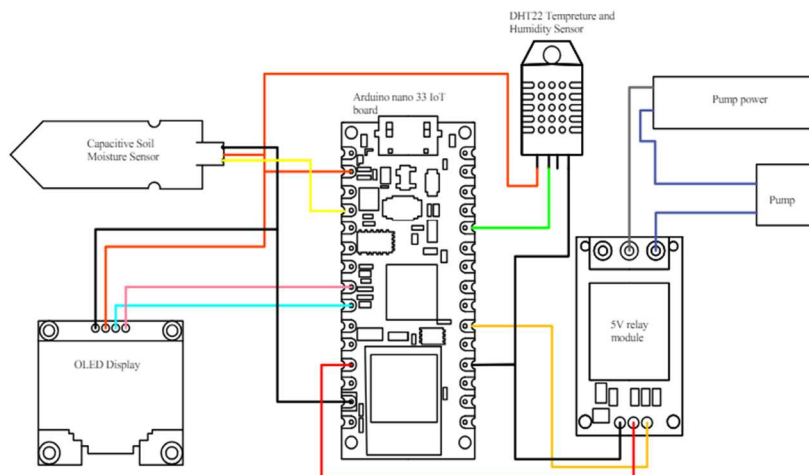 DHT22 Tempreture and
Humidity Sensor
Arduino nano 33 IoT
board
Pump power
Capacitive Soil
Moisture Sensor
Pump
5V relay
module
OLED Display